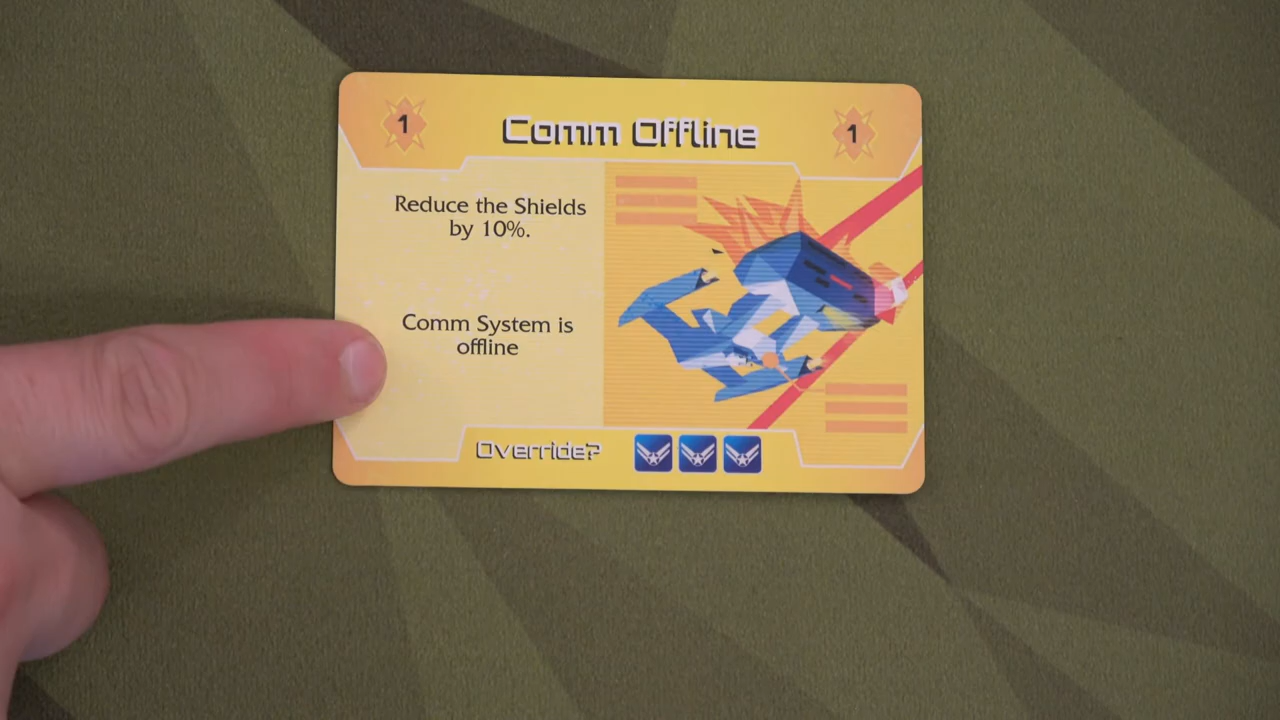 1
Comm Offline
1
Reduce the Shields
by 10%.
Comm System is
offline
Override?